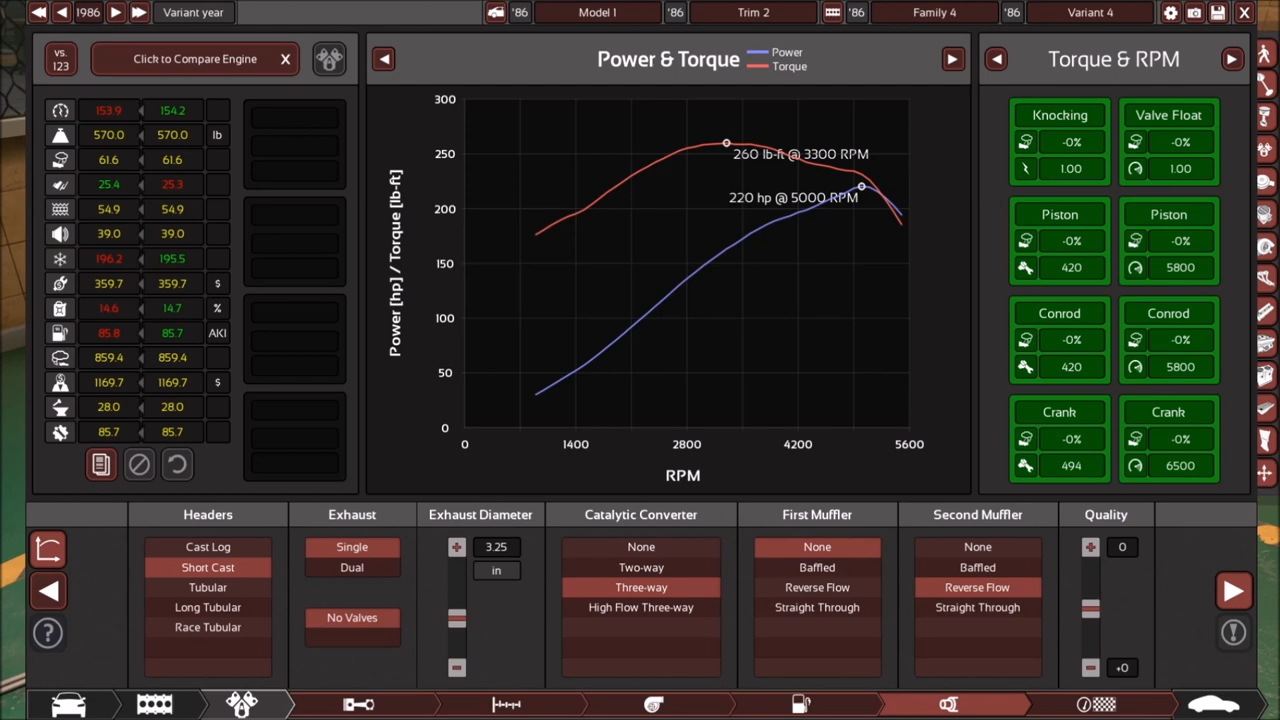 1986
Variant year
'86
Model 1
'86
Trim 2
'86
Family 4
'86
Variant 4
X
vs.
123
Click to Compare Engine
X
153.9 154.2
570.0 570.0 lb
61.6 61.6
25.4 25.3
54.9 54.9
39.0 39.0
196.2 195.5
359.7 359.7 $
14.6 14.7 %
85.8 85.7 AKI
859.4 859.4
1169.7 1169.7 $
28.0 28.0
85.7 85.7
Power & Torque
Power
Torque
300
250
200
150
100
50
0
Power [hp] / Torque [lb-ft]
260 lb-ft @ 3300 RPM
220 hp @ 5000 RPM
0 1400 2800 4200 5600
RPM
Torque & RPM
Knocking Valve Float
-0% -0%
1.00 1.00
Piston Piston
-0% -0%
420 5800
Conrod Conrod
-0% -0%
420 5800
Crank Crank
-0% -0%
494 6500
Headers
Cast Log
Short Cast
Tubular
Long Tubular
Race Tubular
Exhaust
Single
Dual
No Valves
Exhaust Diameter
3.25
in
Catalytic Converter
None
Two-way
Three-way
High Flow Three-way
First Muffler
None
Baffled
Reverse Flow
Straight Through
Second Muffler
None
Baffled
Reverse Flow
Straight Through
Quality
0
+0